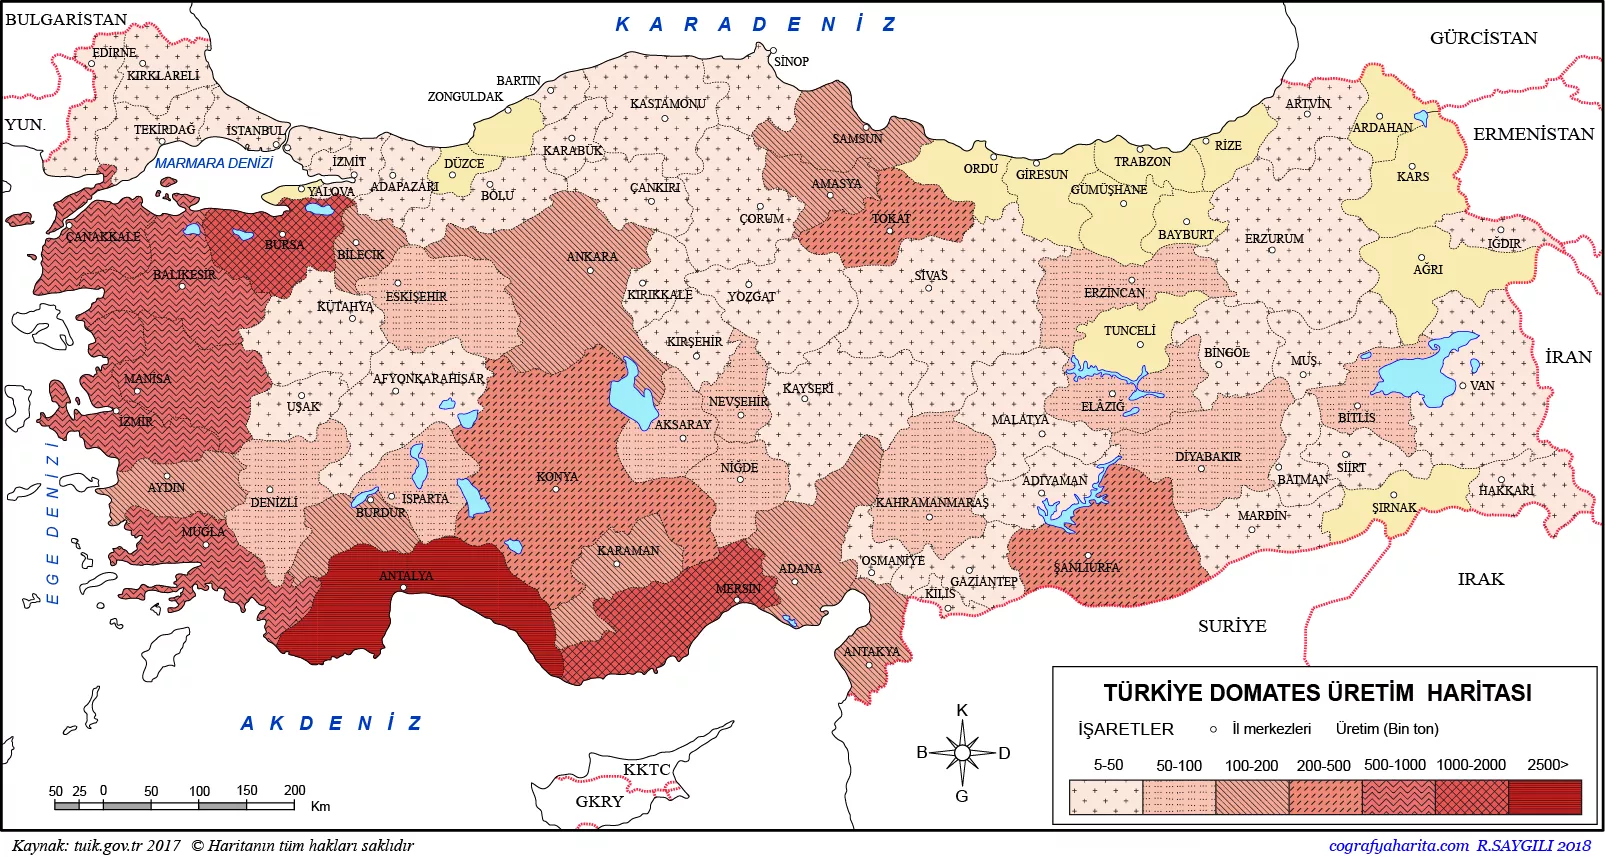 BULGARİSTAN
K A R A D E N İ Z
GÜRCİSTAN
EDİRNE
KIRKLARELİ
SİNOP
BARTIN
ZONGULDAK
KASTAMONU
ARTVİN
YUN.
TEKİRDAĞ
İSTANBUL
ARDAHAN
ERMENİSTAN
SAMSUN
KARABÜK
RİZE
MARMARA DENİZİ
İZMİT
DÜZCE
TRABZON
ORDU
GİRESUN
KARS
YALOVA
ADAPAZARI
BOLU
ÇANKIRI
AMASYA
GÜMÜŞHANE
ÇORUM
TOKAT
BAYBURT
ÇANAKKALE
BURSA
BİLECİK
ERZURUM
IĞDIR
BALIKESİR
ANKARA
AĞRI
SİVAS
ESKİŞEHİR
KIRIKKALE
YOZGAT
ERZİNCAN
KÜTAHYA
TUNCELİ
KIRŞEHİR
BİNGÖL
MUŞ
İRAN
MANİSA
AFYONKARAHİSAR
KAYSERİ
VAN
UŞAK
NEVŞEHİR
ELÂZIĞ
İZMİR
AKSARAY
MALATYA
BİTLİS
DİYABAKIR
NİĞDE
SİİRT
AYDIN
KONYA
ADIYAMAN
BATMAN
HAKKARİ
DENİZLİ
ISPARTA
BURDUR
KAHRAMANMARAŞ
ŞIRNAK
MARDİN
MUĞLA
KARAMAN
EGE DENİZİ
OSMANİYE
ŞANLIURFA
ADANA
ANTALYA
MERSİN
GAZİANTEP
KİLİS
IRAK
SURİYE
ANTAKYA
A K D E N İ Z
TÜRKİYE DOMATES ÜRETİM HARİTASI
İŞARETLER
İl merkezleri
Üretim (Bin ton)
5-50 50-100 100-200 200-500 500-1000 1000-2000 2500>
K
B
D
G
KKTC
GKRY
50 25 0 50 100 150 200
Km
Kaynak: tuik.gov.tr 2017 © Haritanın tüm hakları saklıdır
cografyaharita.com R.SAYGILI 2018